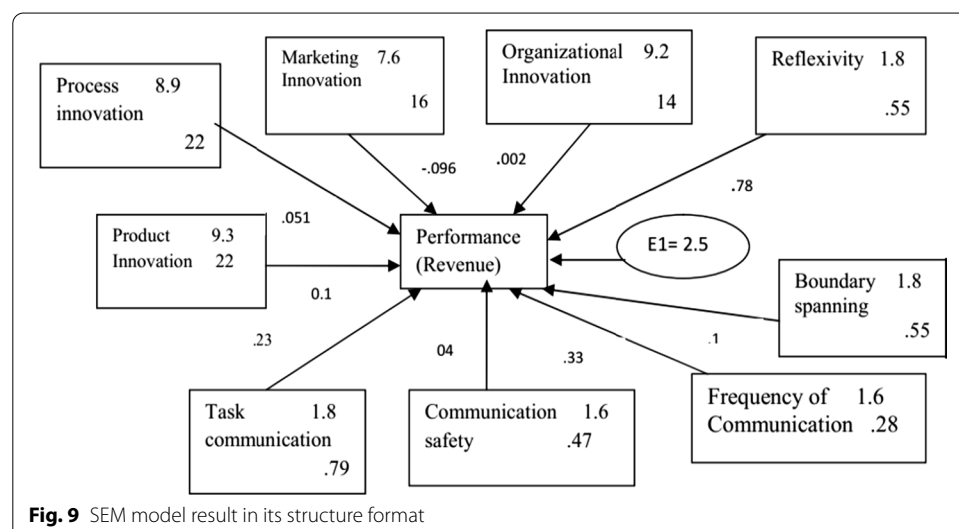 Process 8.9
innovation
22
Marketing 7.6
Innovation
16
Organizational 9.2
Innovation
14
Reflexivity 1.8
.55
-.096
.002
.78
.051
Product 9.3
Innovation 22
Performance
(Revenue)
E1= 2.5
Boundary 1.8
spanning
.55
0.1
.23
04
.33
.1
Task 1.8
communication
.79
Communication 1.6
safety .47
Frequency of 1.6
Communication .28
Fig. 9 SEM model result in its structure format